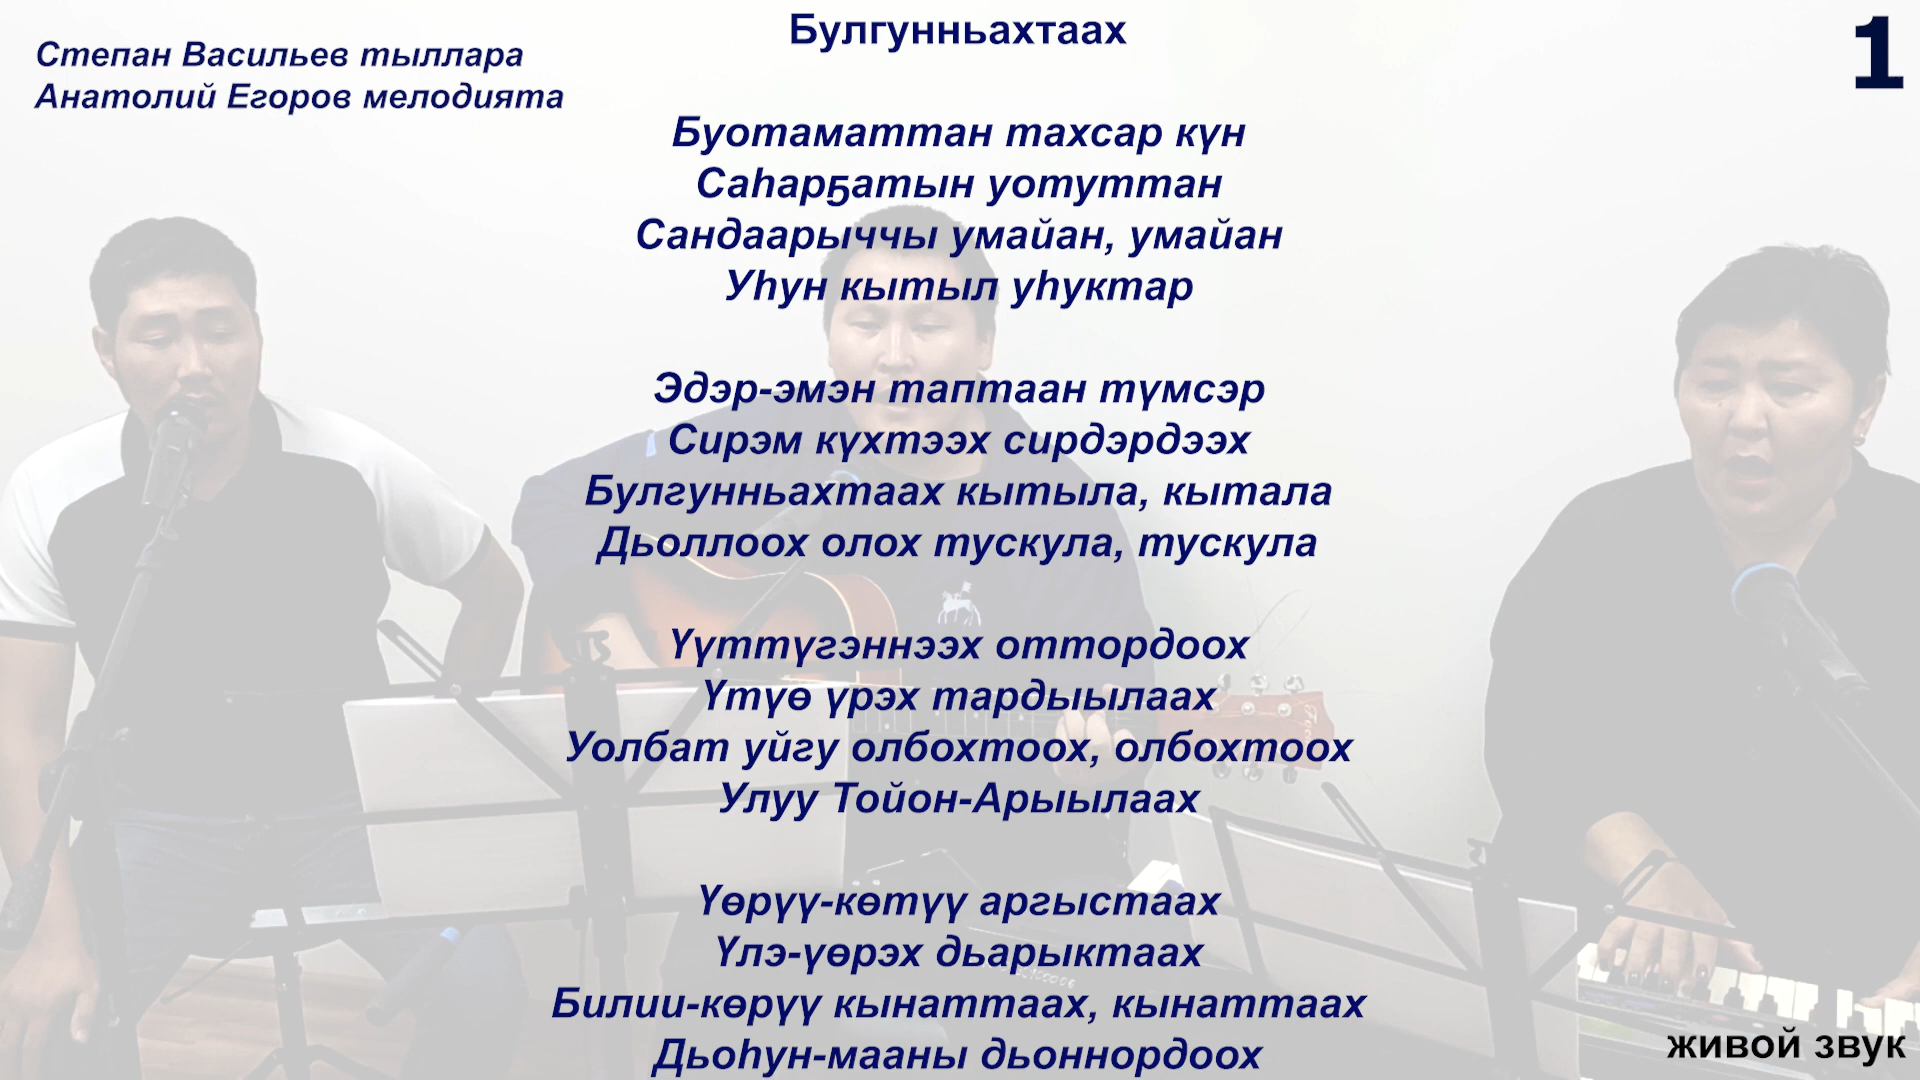 Булгунньахтаах
1
Степан Васильев тыллара
Анатолий Егоров мелодията
Буотаматтан тахсар күн
Саһарҕатын уотуттан
Сандаарыччы умайан, умайан
Уһун кытыл уһуктар
Эдэр-эмэн таптаан түмсэр
Сирэм күхтээх сирдэрдээх
Булгунньахтаах кытыла, кытала
Дьоллоох олох тускула, тускула
Үүттүгэннээх оттордоох
Үтүө үрэх тардыылаах
Уолбат уйгу олбохтоох, олбохтоох
Улуу Тойон-Арыылаах
Үөрүү-көтүү аргыстаах
Үлэ-үөрэх дьарыктаах
Билии-көрүү кынаттаах, кынаттаах
Дьоһун-мааны дьоннордоох
живой звук